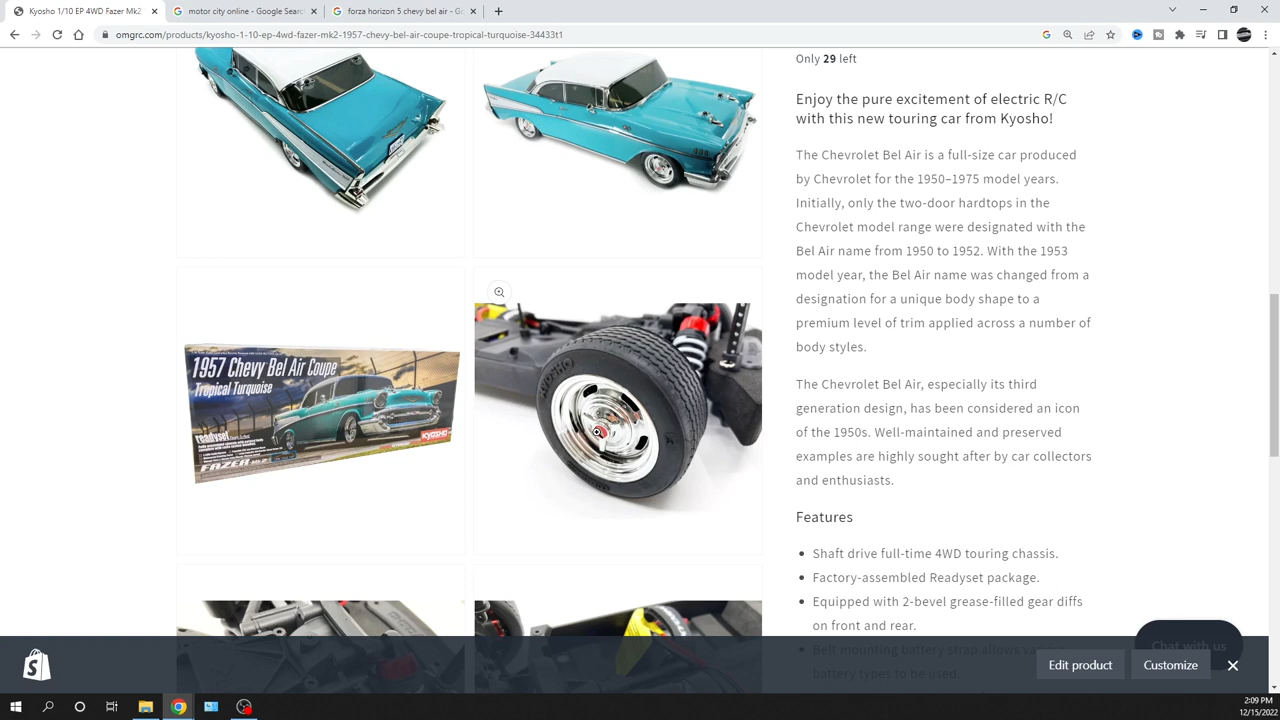 Kyosho 1/10 EP 4WD Fazer Mk2
motor city online - Google Searc
forza horizon 5 chevy bel air - Go
omgrc.com/products/kyosho-1-10-ep-4wd-fazer-mk2-1957-chevy-bel-air-coupe-tropical-turquoise-34433t1
Only 29 left
Enjoy the pure excitement of electric R/C
with this new touring car from Kyosho!
The Chevrolet Bel Air is a full-size car produced
by Chevrolet for the 1950–1975 model years.
Initially, only the two-door hardtops in the
Chevrolet model range were designated with the
Bel Air name from 1950 to 1952. With the 1953
model year, the Bel Air name was changed from a
designation for a unique body shape to a
premium level of trim applied across a number of
body styles.
1957 Chevy Bel Air Coupe
Tropical Turquoise
readyset
KYOSHO
FAZER
KYOSHO
The Chevrolet Bel Air, especially its third
generation design, has been considered an icon
of the 1950s. Well-maintained and preserved
examples are highly sought after by car collectors
and enthusiasts.
Features
Shaft drive full-time 4WD touring chassis.
Factory-assembled Readyset package.
Equipped with 2-bevel grease-filled gear diffs
on front and rear.
Belt mounting battery strap allows
battery types to be used.
Chat with us
Edit product
Customize
2:09 PM
12/15/2022